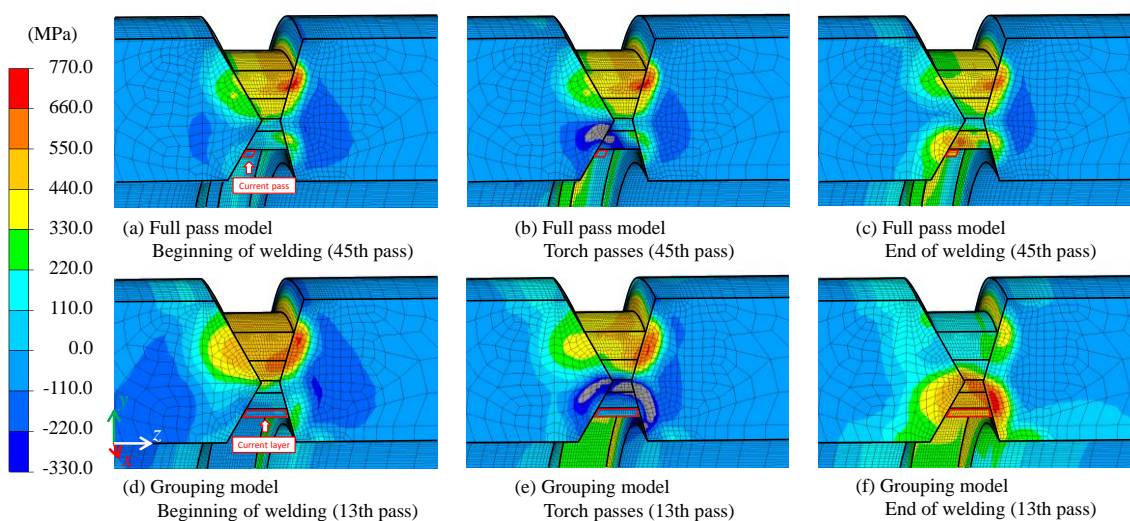 (MPa)
770.0
660.0
550.0
440.0
330.0
220.0
110.0
0.0
-110.0
-220.0
-330.0
Current pass
(a) Full pass model
Beginning of welding (45th pass)
(b) Full pass model
Torch passes (45th pass)
(c) Full pass model
End of welding (45th pass)
y
z
x
Current layer
(d) Grouping model
Beginning of welding (13th pass)
(e) Grouping model
Torch passes (13th pass)
(f) Grouping model
End of welding (13th pass)